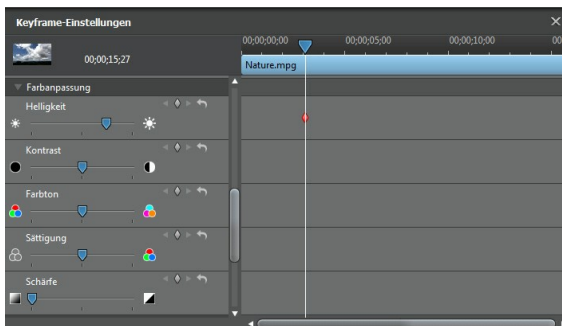 Keyframe-Einstellungen
00;00;15;27
00;00;00;00
00;00;05;00
00;00;10;00
00
Nature.mpg
Farbanpassung
Helligkeit
Kontrast
Farbton
Sättigung
Schärfe